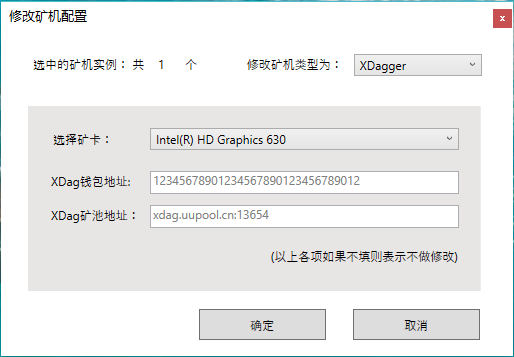 修改矿机配置
x
选中的矿机实例： 共 1 个 修改矿机类型为： XDagger
选择矿卡： Intel(R) HD Graphics 630
XDag钱包地址: 12345678901234567890123456789012
XDag矿池地址： xdag.uupool.cn:13654
(以上各项如果不填则表示不做修改)
确定 取消